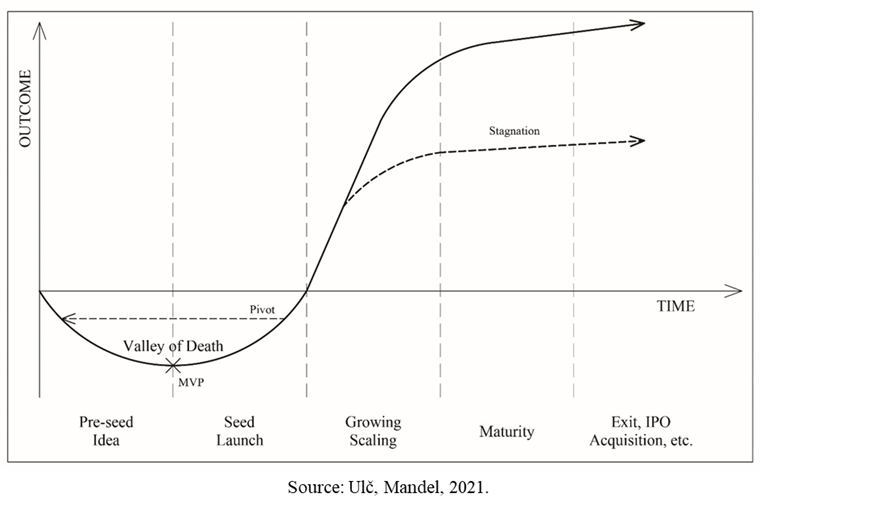 OUTCOME
Stagnation
TIME
Pivot
Valley of Death
MVP
Pre-seed
Idea
Seed
Launch
Growing
Scaling
Maturity
Exit, IPO
Acquisition, etc.
Source: Ulč, Mandel, 2021.